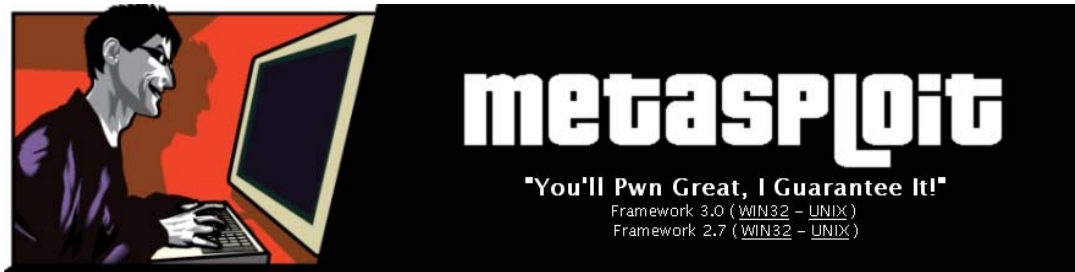 metasploit
"You'll Pwn Great, I Guarantee It!"
Framework 3.0 ( WIN32 – UNIX )
Framework 2.7 ( WIN32 – UNIX )